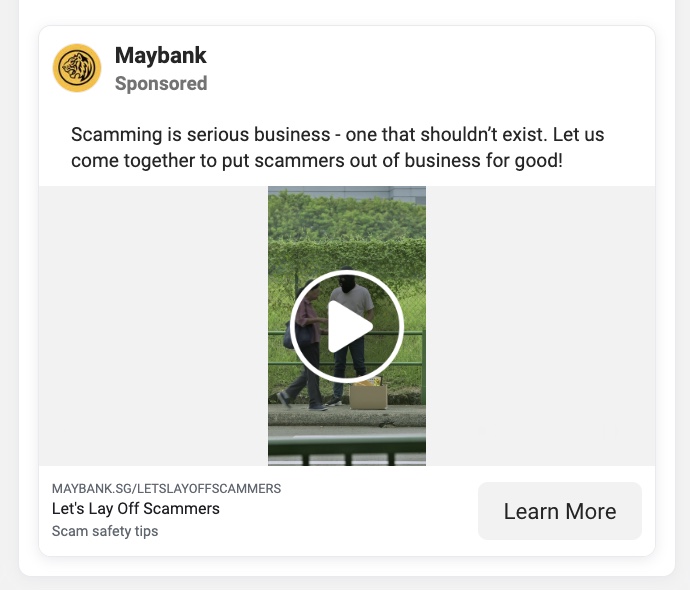 Maybank
Sponsored
Scamming is serious business - one that shouldn’t exist. Let us
come together to put scammers out of business for good!
MAYBANK.SG/LETSLAYOFFSCAMMERS
Let's Lay Off Scammers
Scam safety tips
Learn More